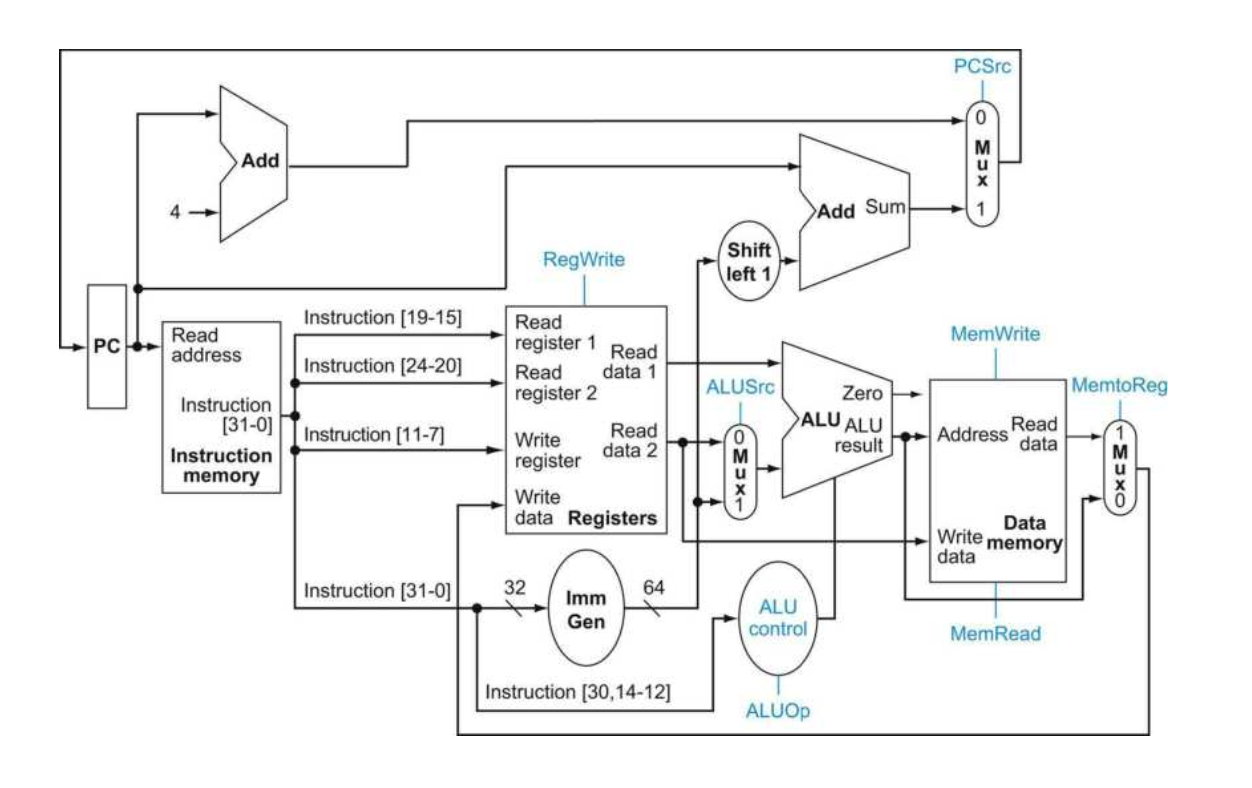 PCSrc
0
M
u
x
1
Add
4
Add Sum
Shift
left 1
RegWrite
PC
Read
address
Instruction
[31-0]
Instruction
memory
Instruction [19-15]
Instruction [24-20]
Instruction [11-7]
Instruction [31-0]
Read
register 1
Read
data 1
Read
register 2
Write
register
Read
data 2
Write
data
Registers
ALUSrc
0
M
u
x
1
Zero
ALU
ALU
result
MemWrite
Address
Read
data
Write
data
Data
memory
MemRead
MemtoReg
1
M
u
x
0
32
Imm
Gen
64
ALU
control
Instruction [30,14-12]
ALUOp